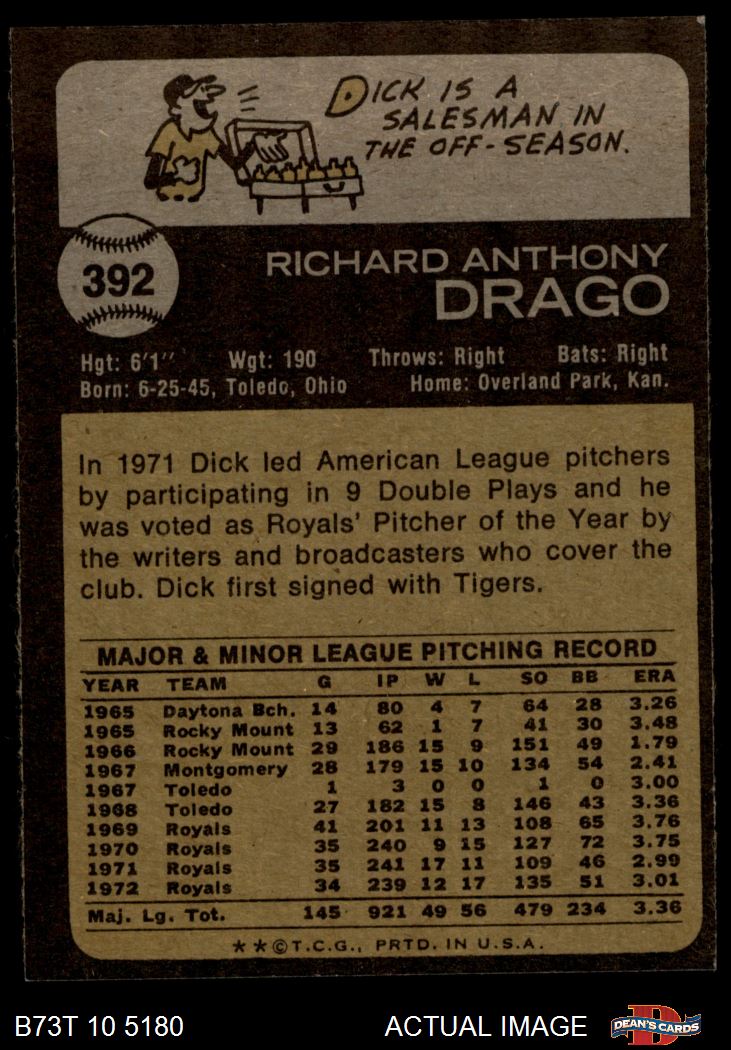 DICK IS A
SALESMAN IN
THE OFF-SEASON.
392
RICHARD ANTHONY
DRAGO
Hgt: 6'1" Wgt: 190 Throws: Right Bats: Right
Born: 6-25-45, Toledo, Ohio Home: Overland Park, Kan.
In 1971 Dick led American League pitchers
by participating in 9 Double Plays and he
was voted as Royals' Pitcher of the Year by
the writers and broadcasters who cover the
club. Dick first signed with Tigers.
MAJOR & MINOR LEAGUE PITCHING RECORD
YEAR TEAM G IP W L SO BB ERA
1965 Daytona Bch. 14 80 4 7 64 28 3.26
1965 Rocky Mount 13 62 1 7 41 30 3.48
1966 Rocky Mount 29 186 15 9 151 49 1.79
1967 Montgomery 28 179 15 10 134 54 2.41
1967 Toledo 1 3 0 0 1 0 3.00
1968 Toledo 27 182 15 8 146 43 3.36
1969 Royals 41 201 11 13 108 65 3.76
1970 Royals 35 240 9 15 127 72 3.75
1971 Royals 35 241 17 11 109 46 2.99
1972 Royals 34 239 12 17 135 51 3.01
Maj. Lg. Tot. 145 921 49 56 479 234 3.36
**©T.C.G., PRTD. IN U.S.A.
B73T 10 5180 ACTUAL IMAGE D DEAN'S CARDS